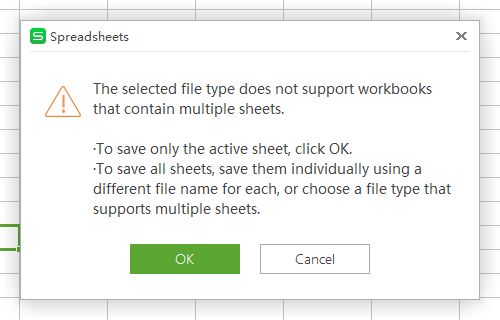 S Spreadsheets
The selected file type does not support workbooks
that contain multiple sheets.
·To save only the active sheet, click OK.
·To save all sheets, save them individually using a
different file name for each, or choose a file type that
supports multiple sheets.
OK Cancel